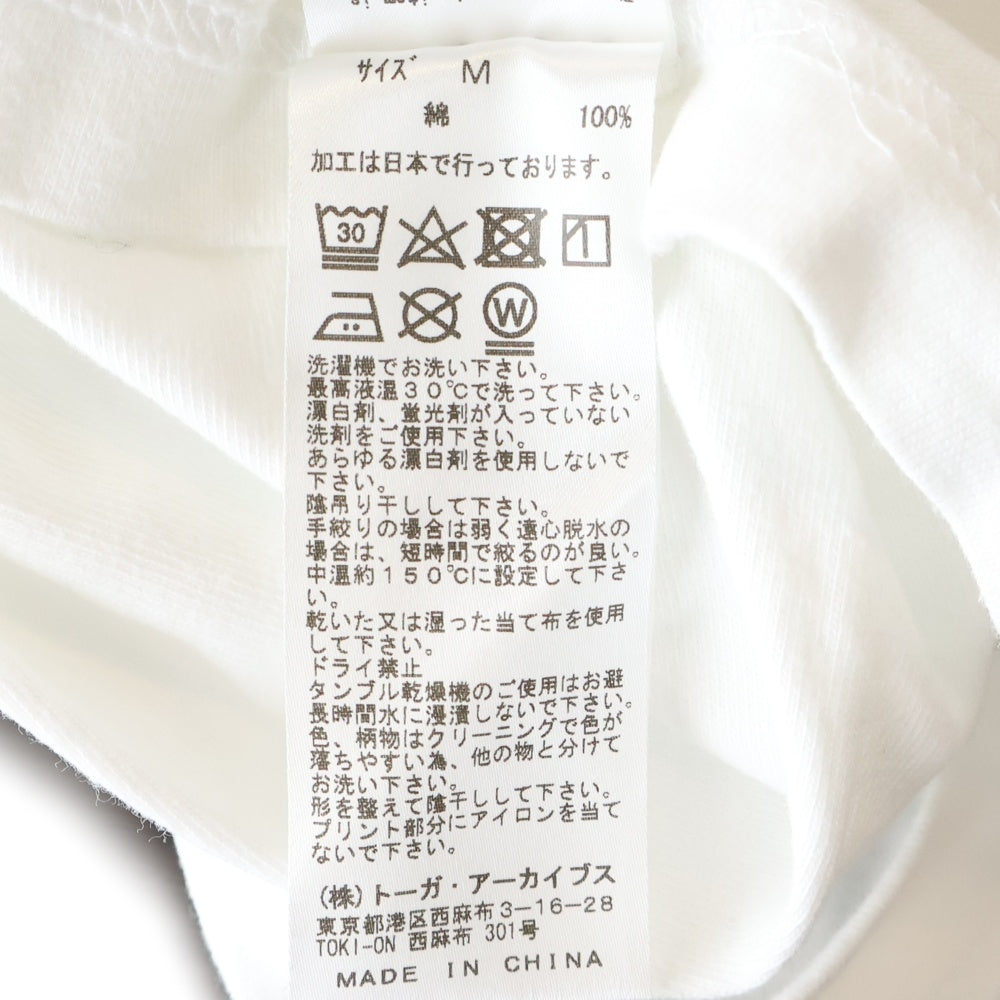 サイズ M
綿 100%
加工は日本で行っております。
30
W
洗濯機でお洗い下さい。
最高液温30℃で洗って下さい。
漂白剤、蛍光剤が入っていない
洗剤をご使用下さい。
あらゆる漂白剤を使用しないで
下さい。
陰吊り干しして下さい。
手絞りの場合は弱く遠心脱水の
場合は、短時間で絞るのが良い。
中温約150℃に設定して下さ
い。
乾いた又は湿った当て布を使用
して下さい。
ドライ禁止
タンブル乾燥機のご使用はお避
長時間水に浸漬しないで下さい。
色、柄物はクリーニングで色が
落ちやすい為、他の物と分けて
お洗い下さい。
形を整えて陰干しして下さい。
プリント部分にアイロンを当て
ないで下さい。
(株)トーガ・アーカイブス
東京都港区西麻布3-16-28
TOKI-ON 西麻布 301号
MADE IN CHINA